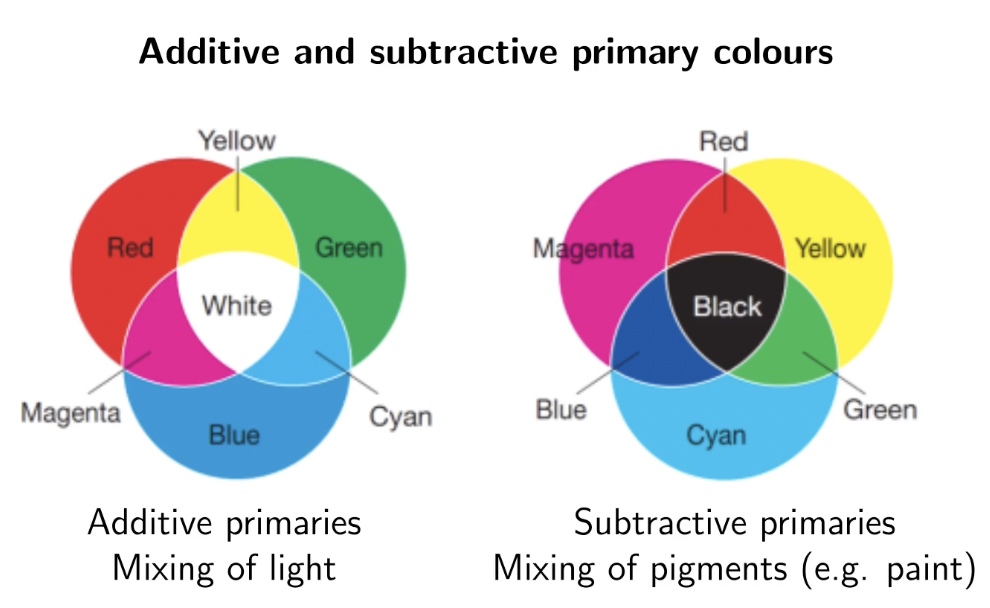 Additive and subtractive primary colours
Yellow
Red
Green
White
Magenta
Cyan
Blue
Additive primaries
Mixing of light
Red
Magenta
Yellow
Black
Blue
Green
Cyan
Subtractive primaries
Mixing of pigments (e.g. paint)